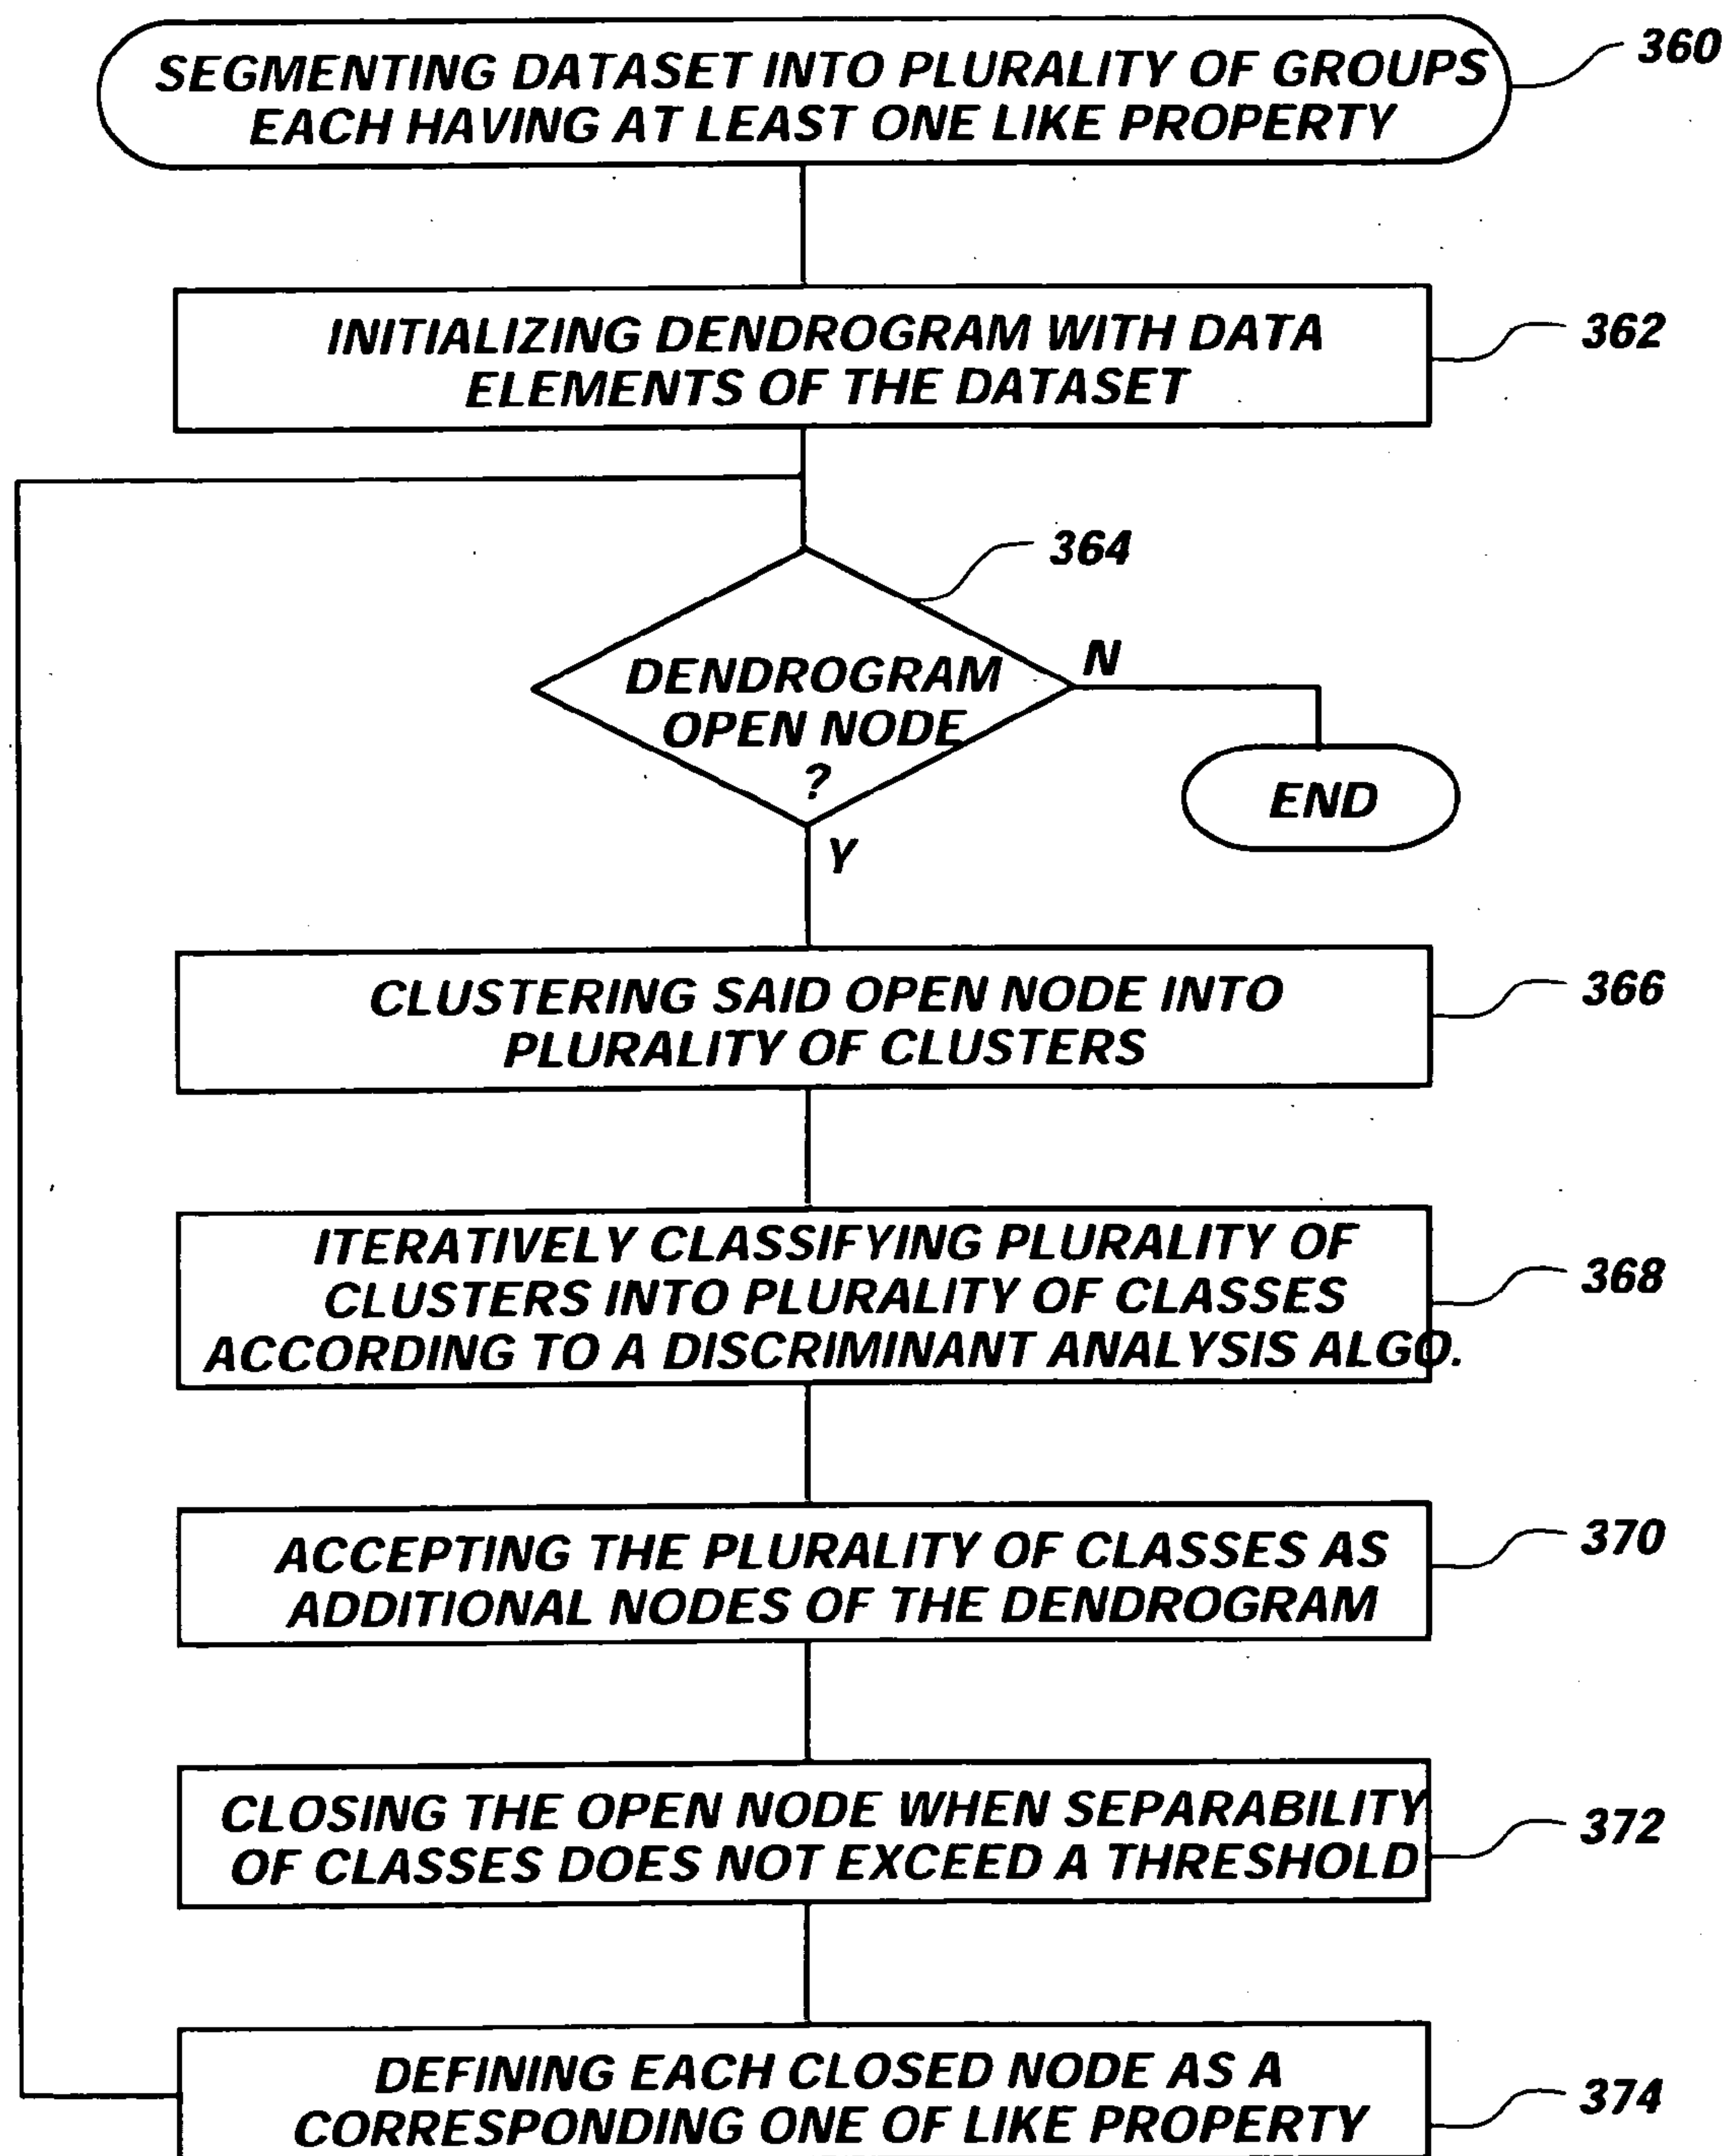 SEGMENTING DATASET INTO PLURALITY OF GROUPS
EACH HAVING AT LEAST ONE LIKE PROPERTY
360
INITIALIZING DENDROGRAM WITH DATA
ELEMENTS OF THE DATASET
362
364
DENDROGRAM
OPEN NODE
?
N
END
Y
CLUSTERING SAID OPEN NODE INTO
PLURALITY OF CLUSTERS
366
ITERATIVELY CLASSIFYING PLURALITY OF
CLUSTERS INTO PLURALITY OF CLASSES
ACCORDING TO A DISCRIMINANT ANALYSIS ALGO.
368
ACCEPTING THE PLURALITY OF CLASSES AS
ADDITIONAL NODES OF THE DENDROGRAM
370
CLOSING THE OPEN NODE WHEN SEPARABILITY
OF CLASSES DOES NOT EXCEED A THRESHOLD
372
DEFINING EACH CLOSED NODE AS A
CORRESPONDING ONE OF LIKE PROPERTY
374